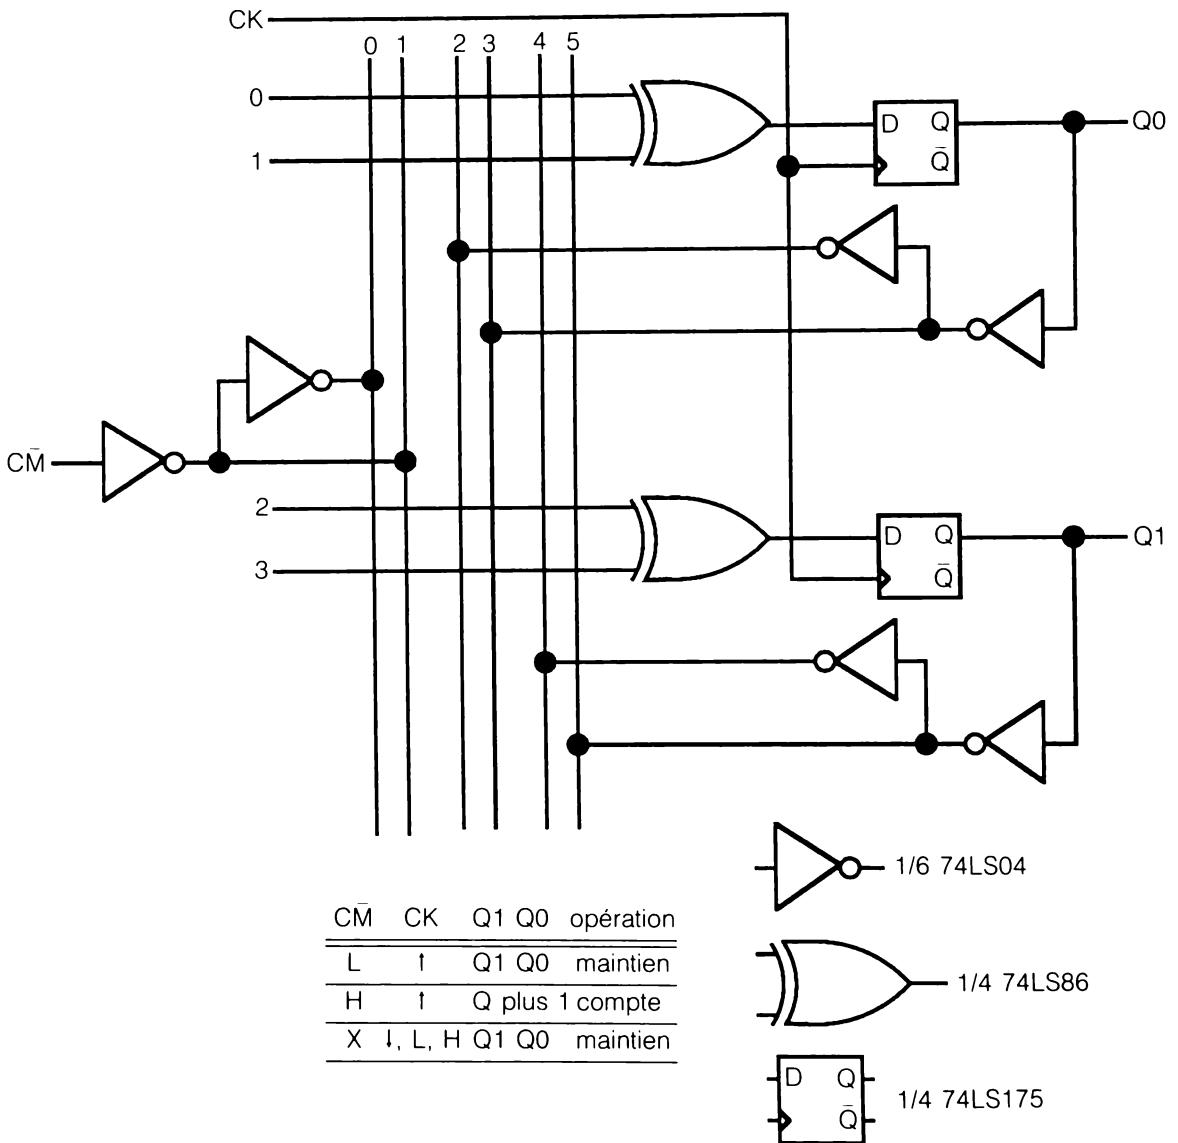 CK
0 1 2 3 4 5
0
1
D Q
Q̅
Q0
CM̅
2
3
D Q
Q̅
Q1
1/6 74LS04
CM̅ CK Q1 Q0 opération
L ↑ Q1 Q0 maintien
H ↑ Q plus 1 compte
X ↓, L, H Q1 Q0 maintien
1/4 74LS86
D Q
Q̅
1/4 74LS175